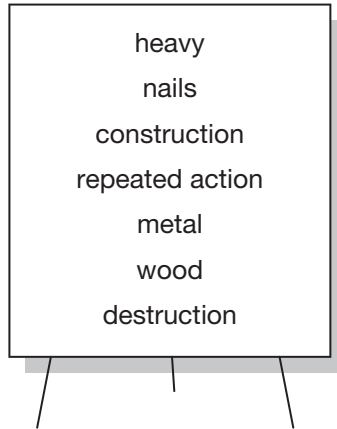 heavy
nails
construction
repeated action
metal
wood
destruction